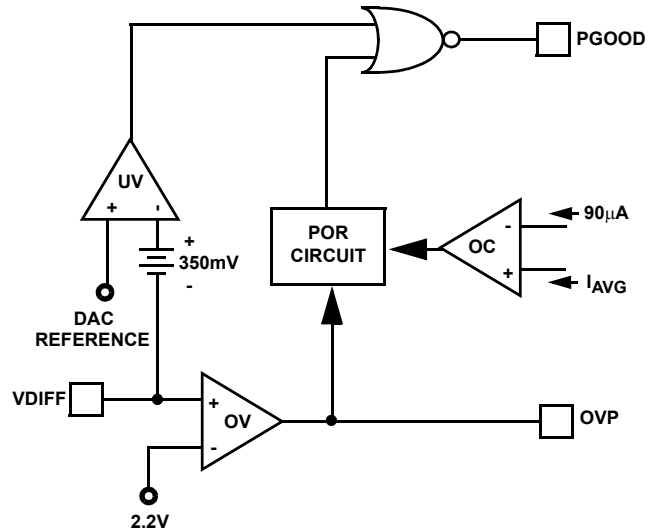 PGOOD
UV
+ -
+
350mV
-
DAC
REFERENCE
POR
CIRCUIT
OC
-
+
90µA
IAVG
VDIFF
+
OV
-
OVP
2.2V